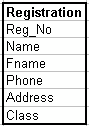 Registration
Reg_No
Name
Fname
Phone
Address
Class